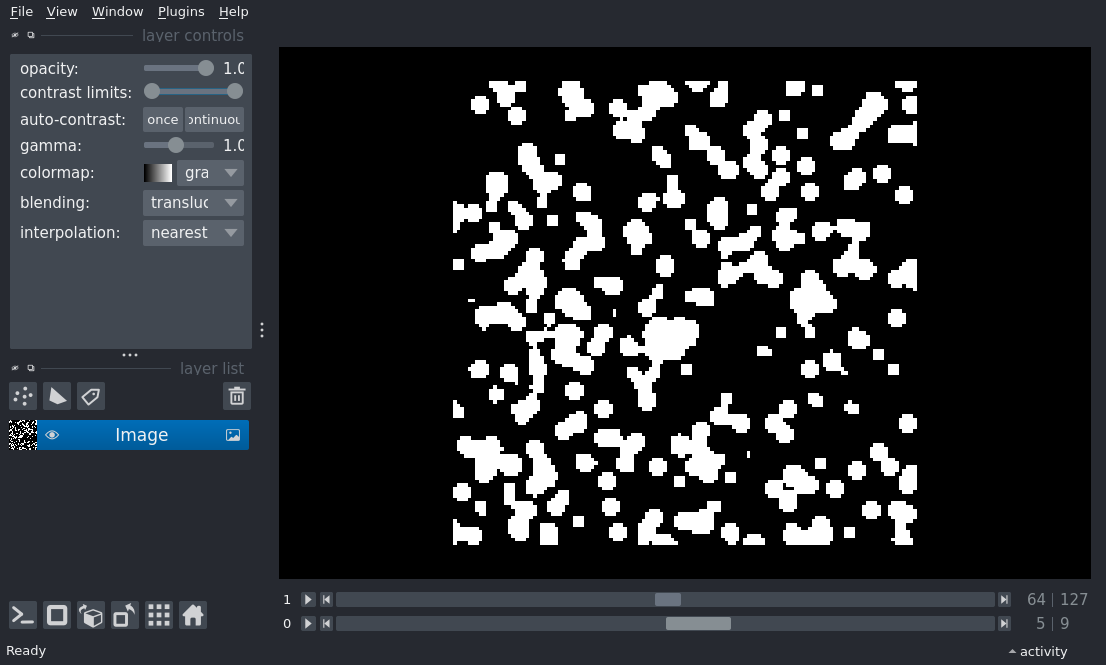 File View Window Plugins Help
layer controls
opacity: 1.0
contrast limits:
auto-contrast: once ontinuou
gamma: 1.0
colormap: gra
blending: transluc
interpolation: nearest
layer list
Image
1 64 | 127
0 5 | 9
Ready activity